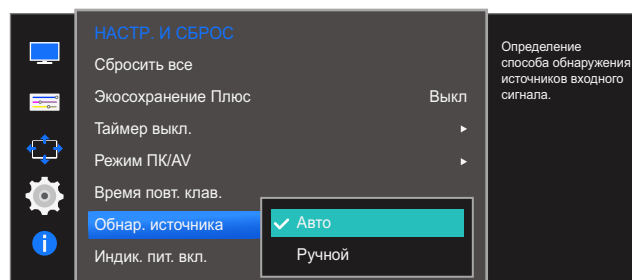 НАСТР. И СБРОС
Сбросить все
Экосохранение Плюс Выкл
Таймер выкл.
Режим ПК/AV
Время повт. клав.
Обнар. источника Авто
Индик. пит. вкл. Ручной
Определение
способа обнаружения
источников входного
сигнала.